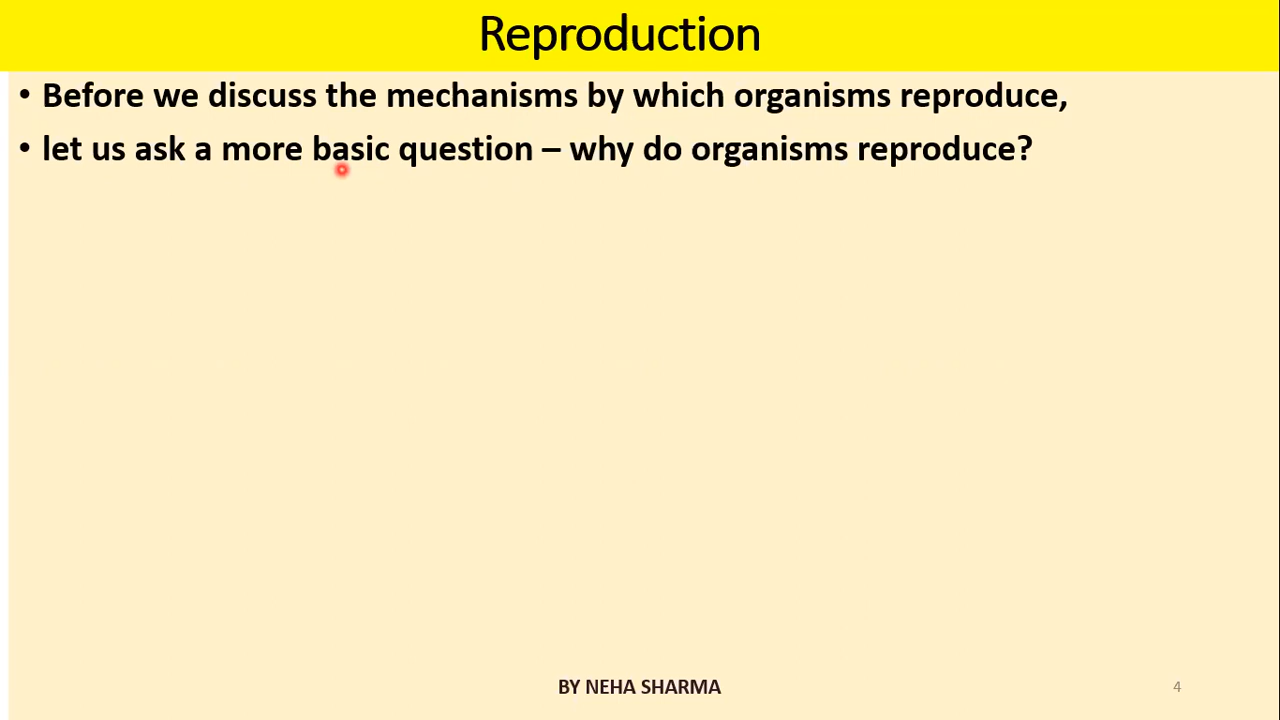 Reproduction
• Before we discuss the mechanisms by which organisms reproduce,
• let us ask a more basic question – why do organisms reproduce?
BY NEHA SHARMA
4